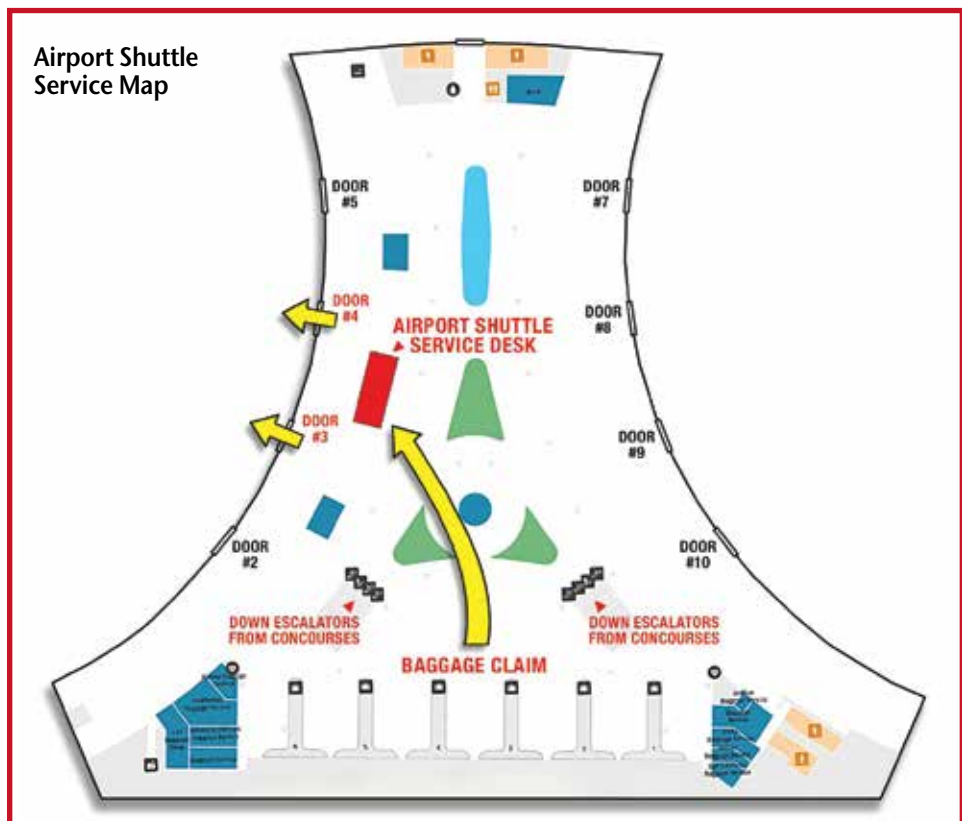 Airport Shuttle
Service Map
DOOR
#5
DOOR
#7
DOOR
#4
DOOR
#8
AIRPORT SHUTTLE
SERVICE DESK
DOOR
#3
DOOR
#9
DOOR
#2
DOOR
#10
DOWN ESCALATORS
FROM CONCOURSES
DOWN ESCALATORS
FROM CONCOURSES
BAGGAGE CLAIM